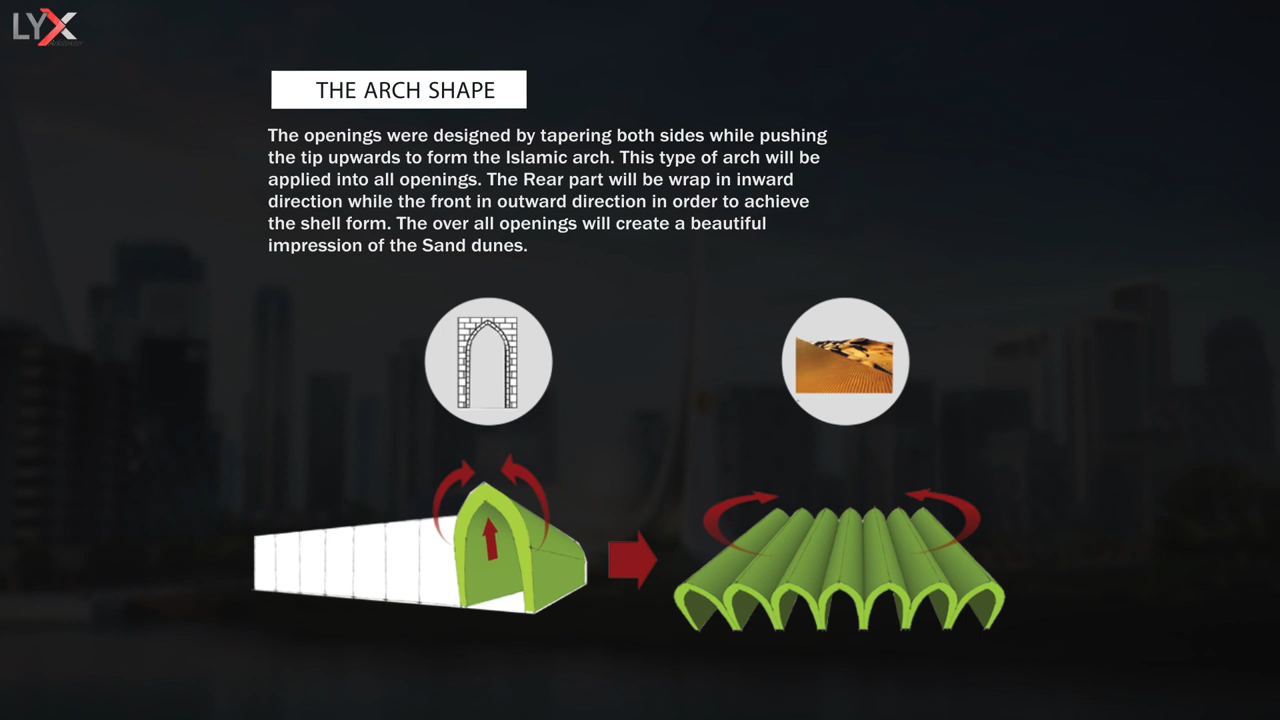 LYX
THE ARCH SHAPE
The openings were designed by tapering both sides while pushing
the tip upwards to form the Islamic arch. This type of arch will be
applied into all openings. The Rear part will be wrap in inward
direction while the front in outward direction in order to achieve
the shell form. The over all openings will create a beautiful
impression of the Sand dunes.